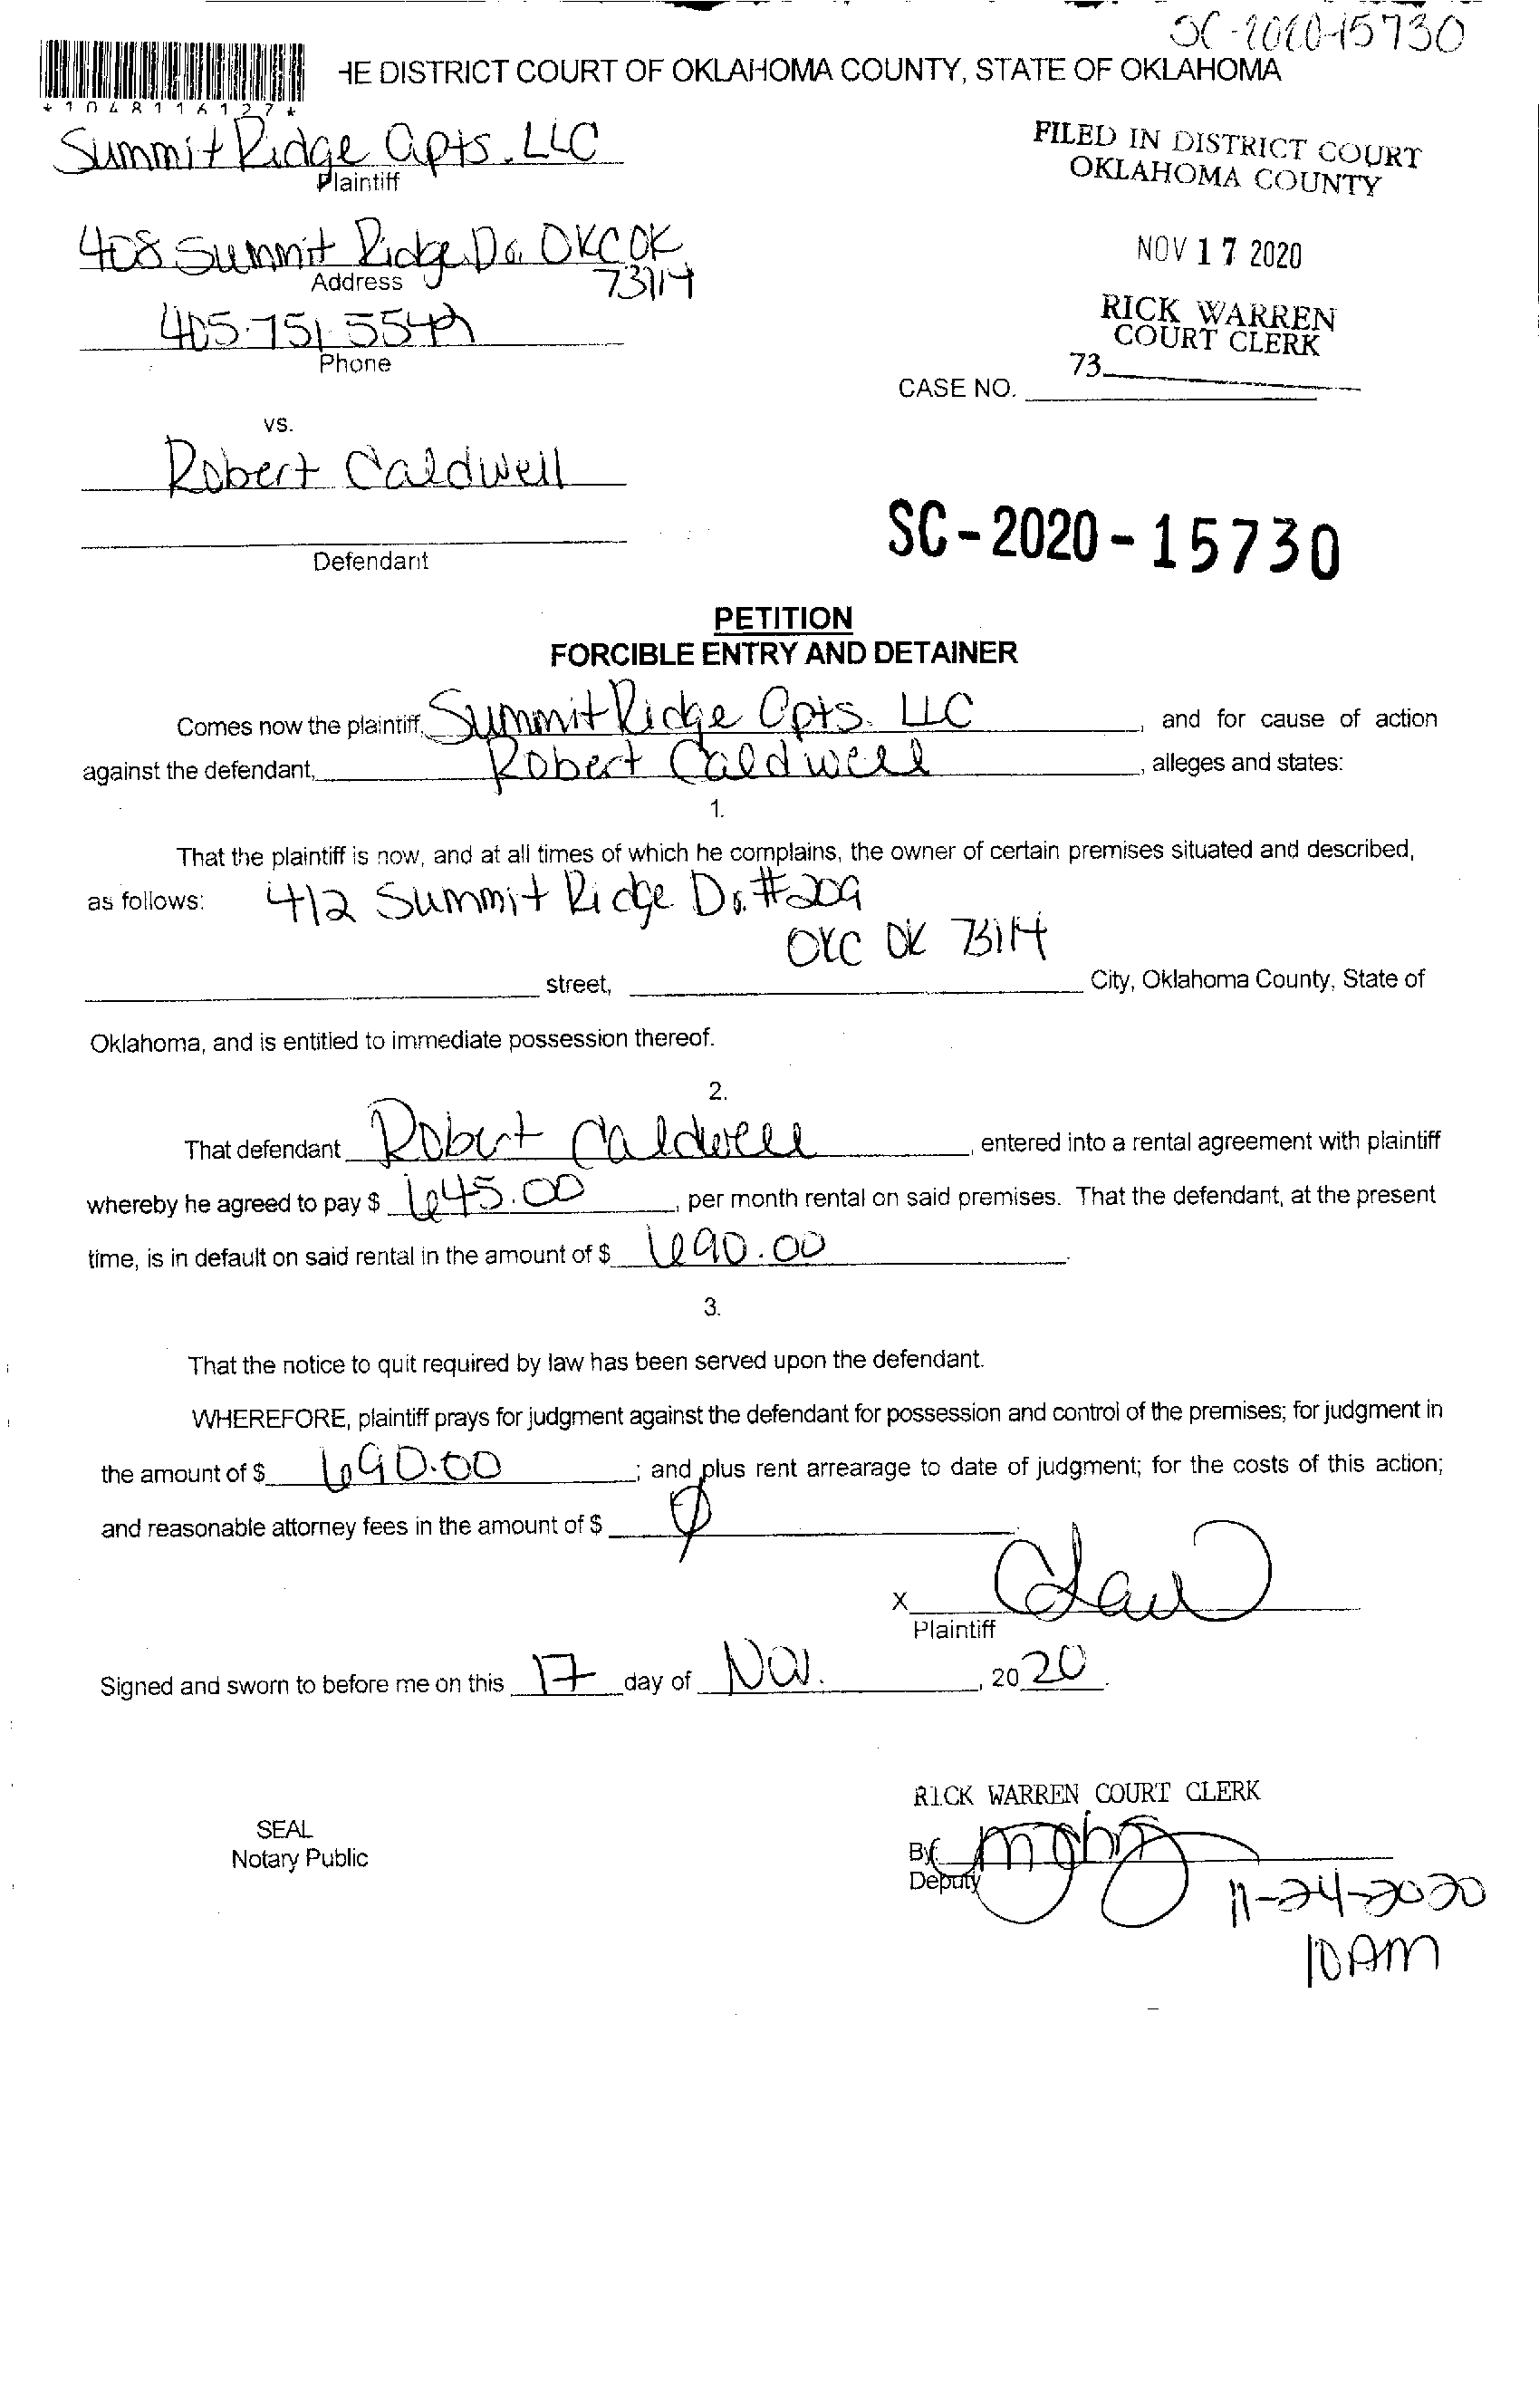 SC-2020-15730
HE DISTRICT COURT OF OKLAHOMA COUNTY, STATE OF OKLAHOMA
*1048116127*
Summit Ridge Apts. LLC
Plaintiff
FILED IN DISTRICT COURT
OKLAHOMA COUNTY
408 Summit Ridge Dr. OKC OK
73114
Address
NOV 17 2020
405-751-5542
Phone
RICK WARREN
COURT CLERK
73
CASE NO.
vs.
Robert Caldwell
Defendant
SC-2020-15730
PETITION
FORCIBLE ENTRY AND DETAINER
Comes now the plaintiff, Summit Ridge Apts. LLC, and for cause of action
against the defendant, Robert Caldwell, alleges and states:
1.
That the plaintiff is now, and at all times of which he complains, the owner of certain premises situated and described,
as follows: 412 Summit Ridge Dr. #209
OKC OK 73114
street, City, Oklahoma County, State of
Oklahoma, and is entitled to immediate possession thereof.
2.
That defendant Robert Caldwell, entered into a rental agreement with plaintiff
whereby he agreed to pay $ 645.00, per month rental on said premises. That the defendant, at the present
time, is in default on said rental in the amount of $ 690.00.
3.
That the notice to quit required by law has been served upon the defendant.
WHEREFORE, plaintiff prays for judgment against the defendant for possession and control of the premises; for judgment in
the amount of $ 690.00; and plus rent arrearage to date of judgment; for the costs of this action;
and reasonable attorney fees in the amount of $ ∅
X
Plaintiff
Signed and sworn to before me on this 17 day of Nov., 2020.
RICK WARREN COURT CLERK
SEAL
Notary Public
By:
Deputy
11-24-2020
10AM